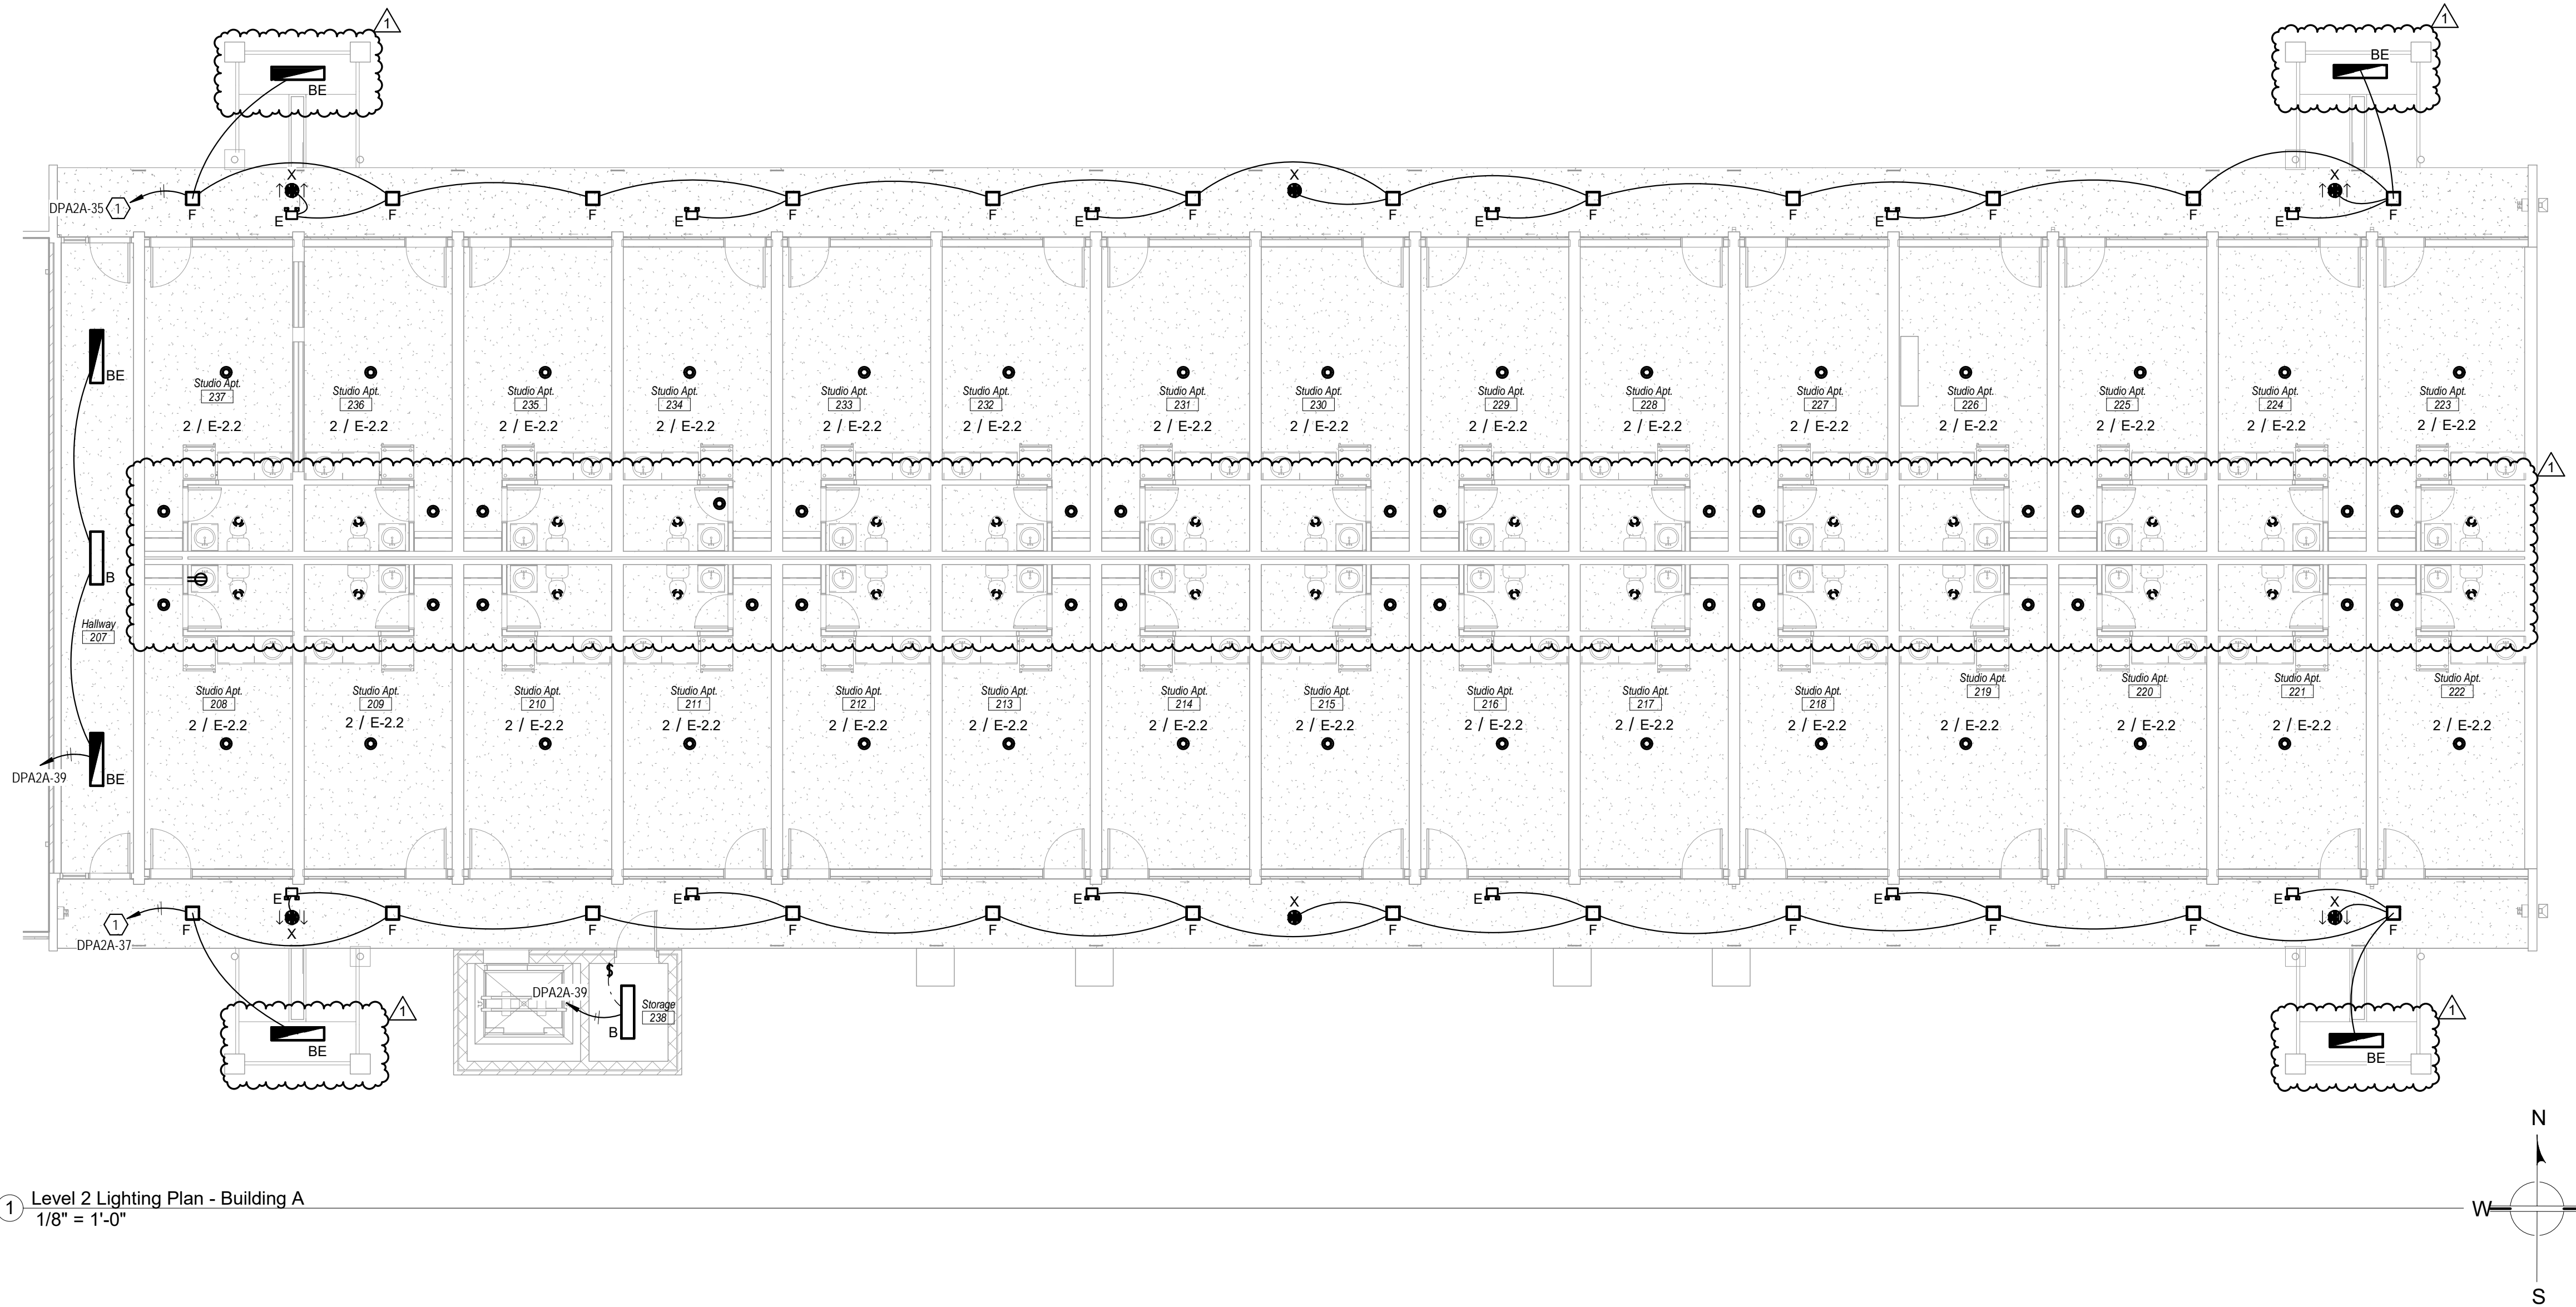 1
1
BE
BE
X
X
X
DPA2A-35
1
F
F
F
F
F
F
F
F
F
F
F
F
E
E
E
E
E
E
BE
Studio Apt.
237
2 / E-2.2
Studio Apt.
236
2 / E-2.2
Studio Apt.
235
2 / E-2.2
Studio Apt.
234
2 / E-2.2
Studio Apt.
233
2 / E-2.2
Studio Apt.
232
2 / E-2.2
Studio Apt.
231
2 / E-2.2
Studio Apt.
230
2 / E-2.2
Studio Apt.
229
2 / E-2.2
Studio Apt.
228
2 / E-2.2
Studio Apt.
227
2 / E-2.2
Studio Apt.
226
2 / E-2.2
Studio Apt.
225
2 / E-2.2
Studio Apt.
224
2 / E-2.2
Studio Apt.
223
2 / E-2.2
1
B
Hallway
207
Studio Apt.
208
2 / E-2.2
Studio Apt.
209
2 / E-2.2
Studio Apt.
210
2 / E-2.2
Studio Apt.
211
2 / E-2.2
Studio Apt.
212
2 / E-2.2
Studio Apt.
213
2 / E-2.2
Studio Apt.
214
2 / E-2.2
Studio Apt.
215
2 / E-2.2
Studio Apt.
216
2 / E-2.2
Studio Apt.
217
2 / E-2.2
Studio Apt.
218
2 / E-2.2
Studio Apt.
219
2 / E-2.2
Studio Apt.
220
2 / E-2.2
Studio Apt.
221
2 / E-2.2
Studio Apt.
222
2 / E-2.2
DPA2A-39
BE
E
E
E
E
E
E
X
X
X
1
DPA2A-37
F
F
F
F
F
F
F
F
F
F
F
F
$
DPA2A-39
B
Storage
238
1
1
BE
BE
1
Level 2 Lighting Plan - Building A
1/8" = 1'-0"
N
W
S